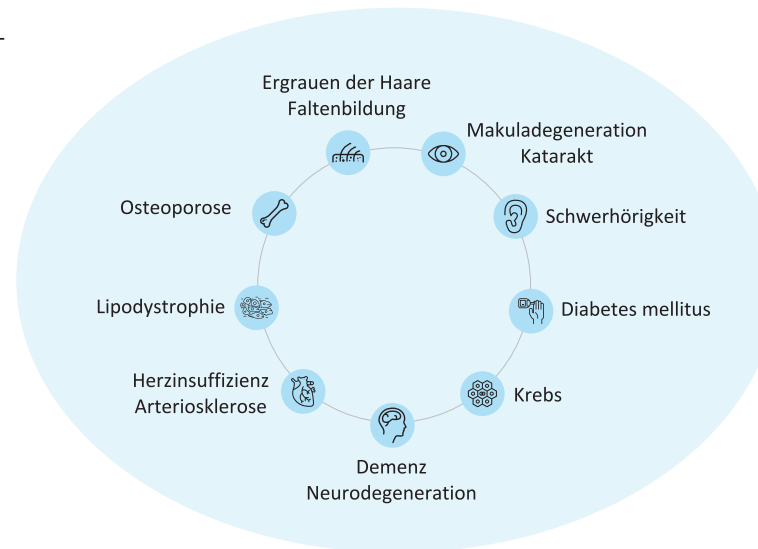 Ergrauen der Haare
Faltenbildung
Makuladegeneration
Katarakt
Osteoporose
Schwerhörigkeit
Lipodystrophie
Diabetes mellitus
Herzinsuffizienz
Arteriosklerose
Krebs
Demenz
Neurodegeneration